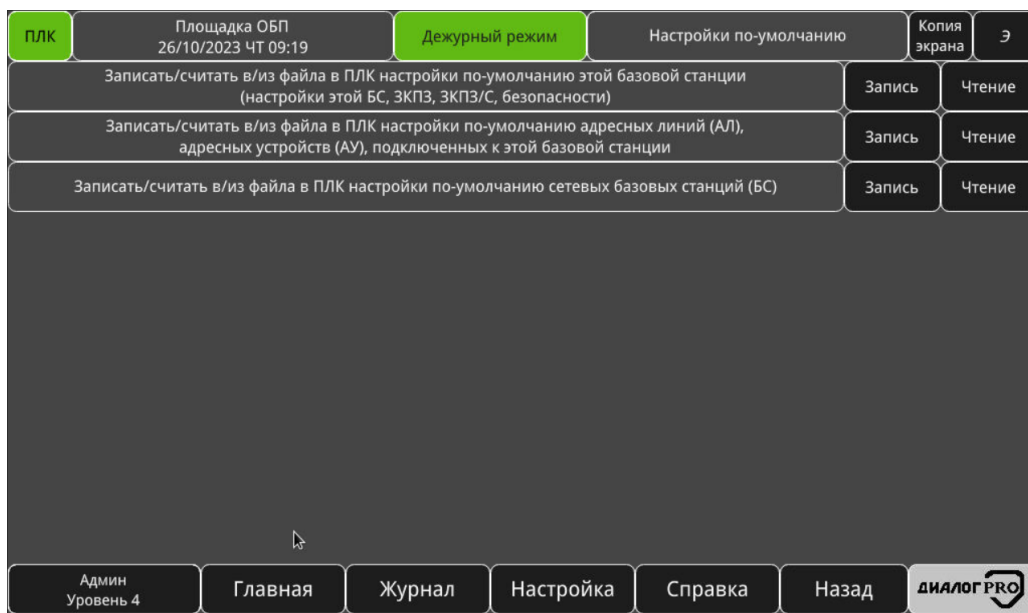 ПЛК
Площадка ОБП
26/10/2023 ЧТ 09:19
Дежурный режим
Настройки по-умолчанию
Копия
экрана
Э
Записать/считать в/из файла в ПЛК настройки по-умолчанию этой базовой станции
(настройки этой БС, ЗКПЗ, ЗКПЗ/С, безопасности)
Запись
Чтение
Записать/считать в/из файла в ПЛК настройки по-умолчанию адресных линий (АЛ),
адресных устройств (АУ), подключенных к этой базовой станции
Запись
Чтение
Записать/считать в/из файла в ПЛК настройки по-умолчанию сетевых базовых станций (БС)
Запись
Чтение
Админ
Уровень 4
Главная
Журнал
Настройка
Справка
Назад
ДИАЛОГ PRO